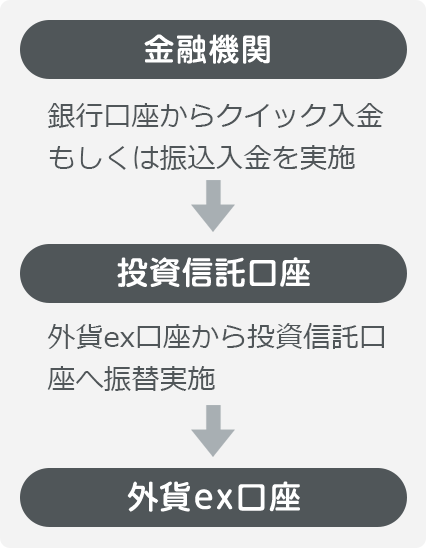 金融機関
銀行口座からクイック入金
もしくは振込入金を実施
投資信託口座
外貨ex口座から投資信託口
座へ振替実施
外貨ex口座